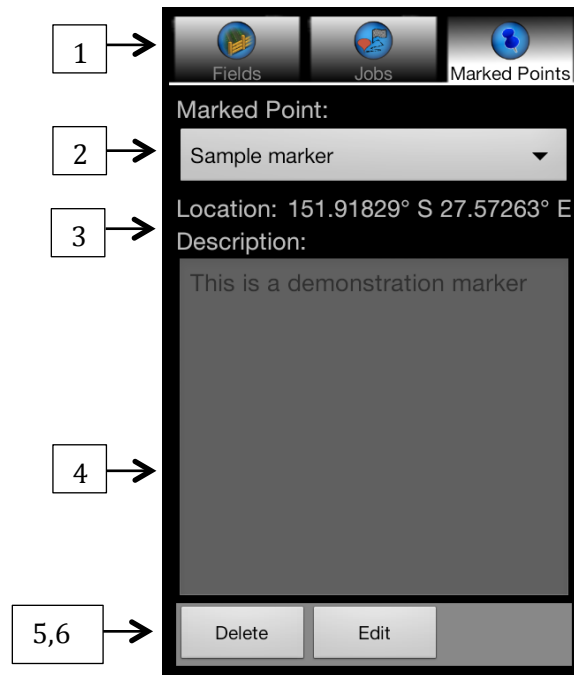 1
Fields Jobs Marked Points
Marked Point:
2
Sample marker
Location: 151.91829° S 27.57263° E
3
Description:
This is a demonstration marker
4
5,6
Delete Edit